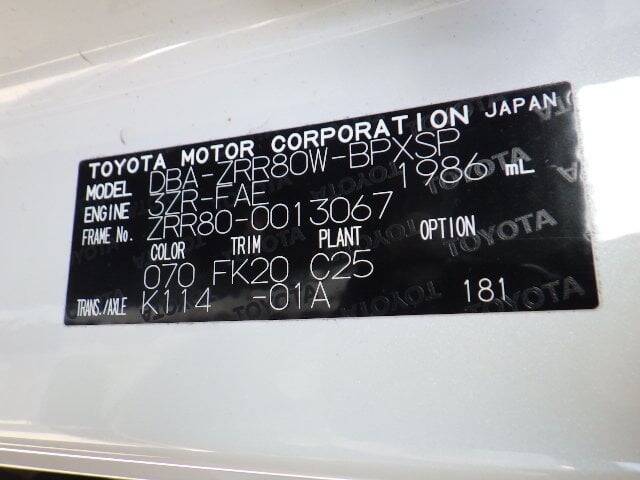 TOYOTA MOTOR CORPORATION JAPAN
MODEL DBA-ZRR80W-BPXSP
ENGINE 3ZR-FAE 1986 mL
FRAME No. ZRR80-0013067
COLOR TRIM PLANT OPTION
070 FK20 C25
TRANS./AXLE K114 -01A 181